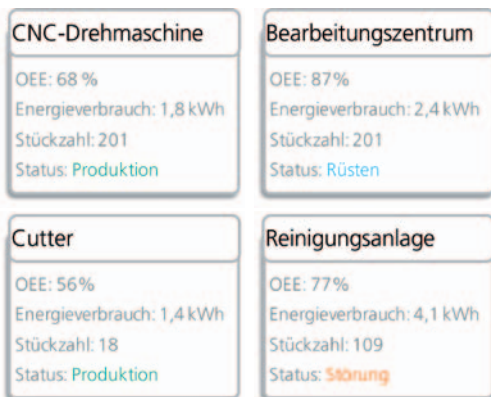 CNC-Drehmaschine
OEE: 68 %
Energieverbrauch: 1,8 kWh
Stückzahl: 201
Status: Produktion
Bearbeitungszentrum
OEE: 87%
Energieverbrauch: 2,4 kWh
Stückzahl: 201
Status: Rüsten
Cutter
OEE: 56%
Energieverbrauch: 1,4 kWh
Stückzahl: 18
Status: Produktion
Reinigungsanlage
OEE: 77%
Energieverbrauch: 4,1 kWh
Stückzahl: 109
Status: Störung